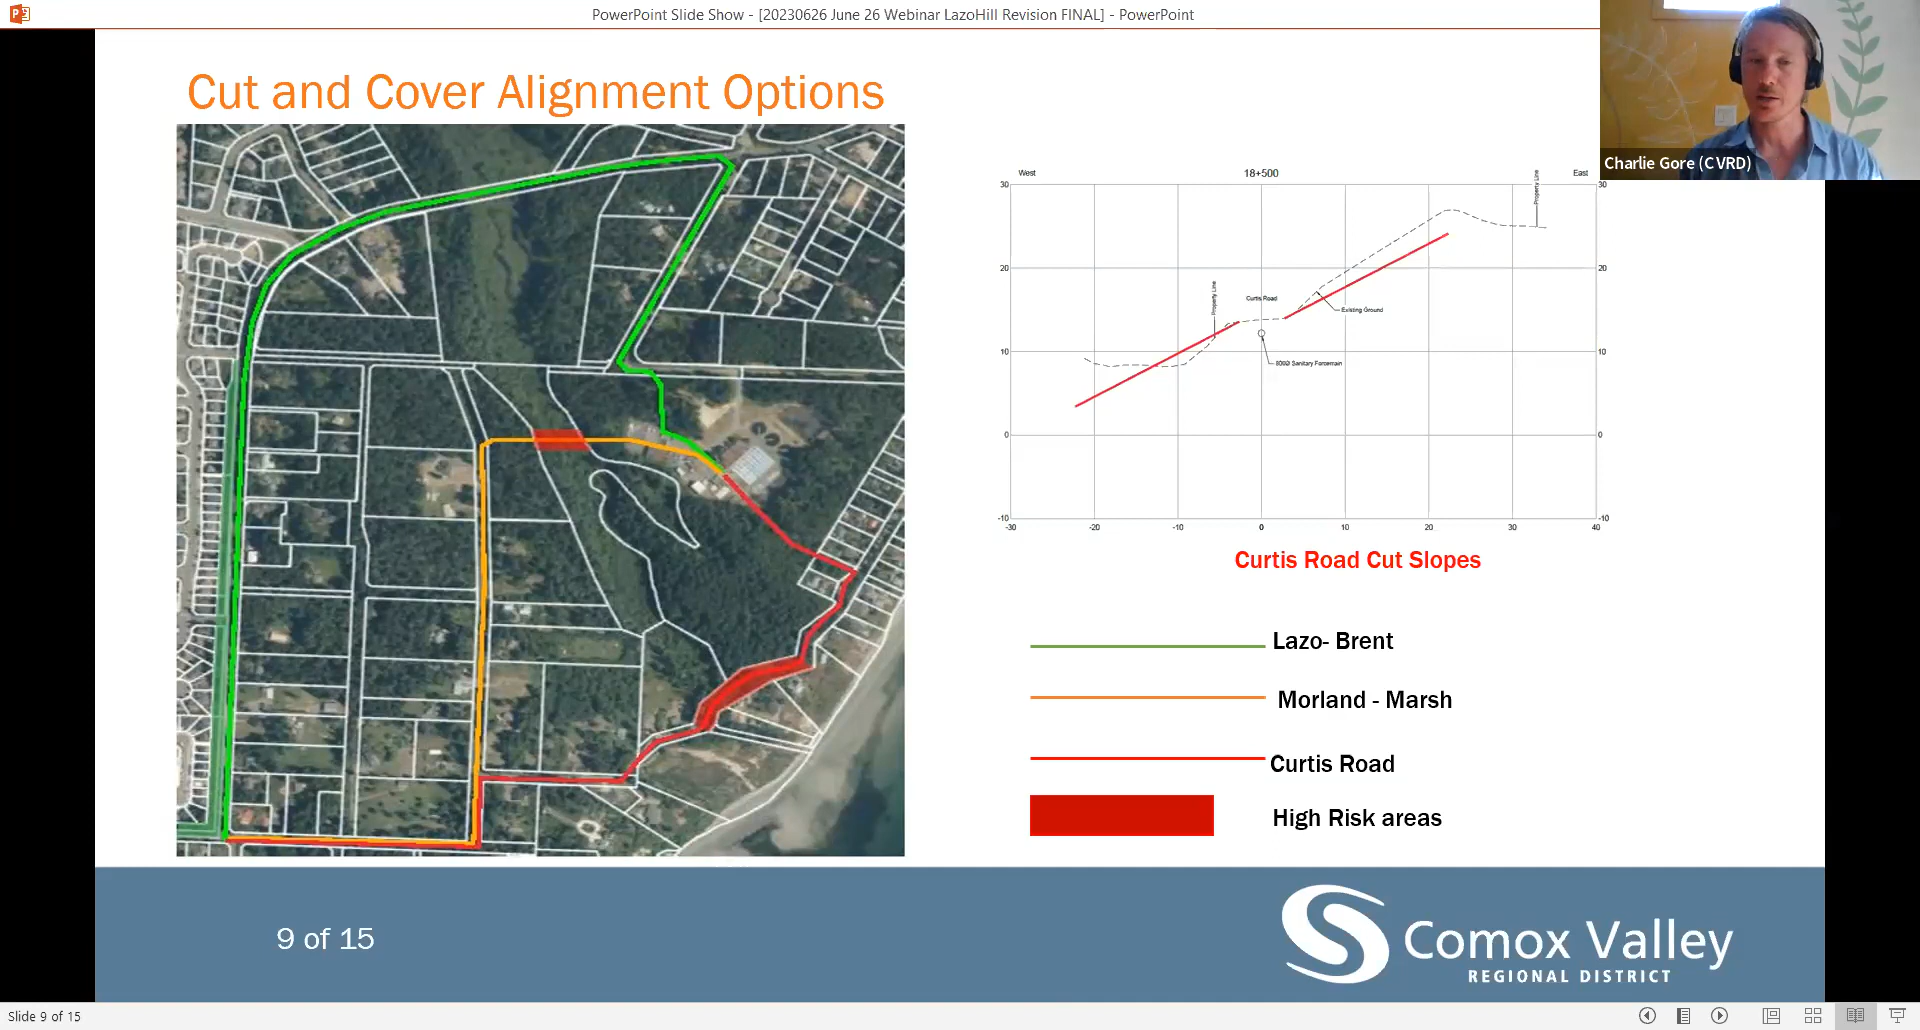 PowerPoint Slide Show - [20230626 June 26 Webinar LazoHill Revision FINAL] - PowerPoint
Charlie Gore (CVRD)
Cut and Cover Alignment Options
West
18+500
East
30
30
20
20
10
10
0
0
-10
-10
-30
-20
-10
0
10
20
30
40
Property Line
Property Line
Curtis Road
Existing Ground
800Ø Sanitary Forcemain
Curtis Road Cut Slopes
Lazo- Brent
Morland - Marsh
Curtis Road
High Risk areas
9 of 15
Comox Valley
REGIONAL DISTRICT
Slide 9 of 15